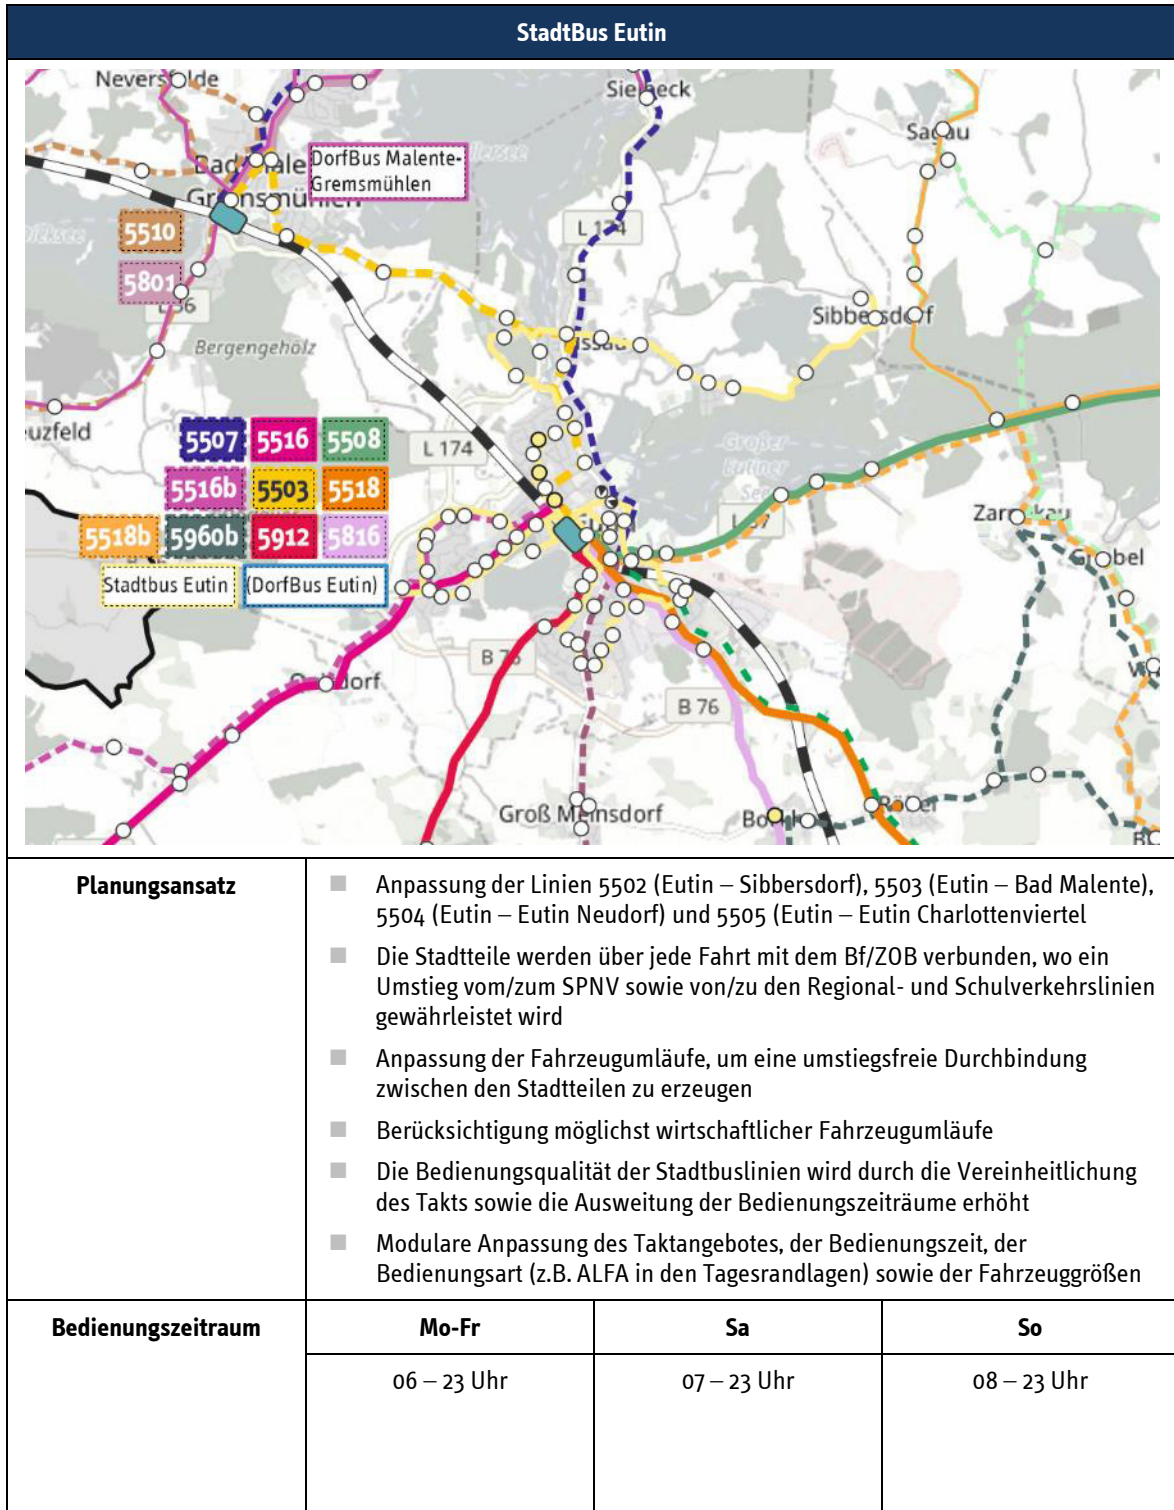 StadtBus Eutin
Neversfelde
Sieleck
Sagau
DorfBus Malente-
Gremsmühlen
5510
5801
L 174
Sibbersdorf
Bergengehölz
L 174
5507 5516 5508
5516b 5503 5518
5518b 5960b 5912 5816
Stadtbus Eutin (DorfBus Eutin)
Großer
Eutiner
See
B 76
B 76
Groß Meinsdorf
Planungsansatz
Anpassung der Linien 5502 (Eutin – Sibbersdorf), 5503 (Eutin – Bad Malente),
5504 (Eutin – Eutin Neudorf) und 5505 (Eutin – Eutin Charlottenviertel
Die Stadtteile werden über jede Fahrt mit dem Bf/ZOB verbunden, wo ein
Umstieg vom/zum SPNV sowie von/zu den Regional- und Schulverkehrslinien
gewährleistet wird
Anpassung der Fahrzeugumläufe, um eine umstiegsfreie Durchbindung
zwischen den Stadtteilen zu erzeugen
Berücksichtigung möglichst wirtschaftlicher Fahrzeugumläufe
Die Bedienungsqualität der Stadtbuslinien wird durch die Vereinheitlichung
des Takts sowie die Ausweitung der Bedienungszeiträume erhöht
Modulare Anpassung des Taktangebotes, der Bedienungszeit, der
Bedienungsart (z.B. ALFA in den Tagesrandlagen) sowie der Fahrzeuggrößen
Bedienungszeitraum Mo-Fr Sa So
06 – 23 Uhr 07 – 23 Uhr 08 – 23 Uhr